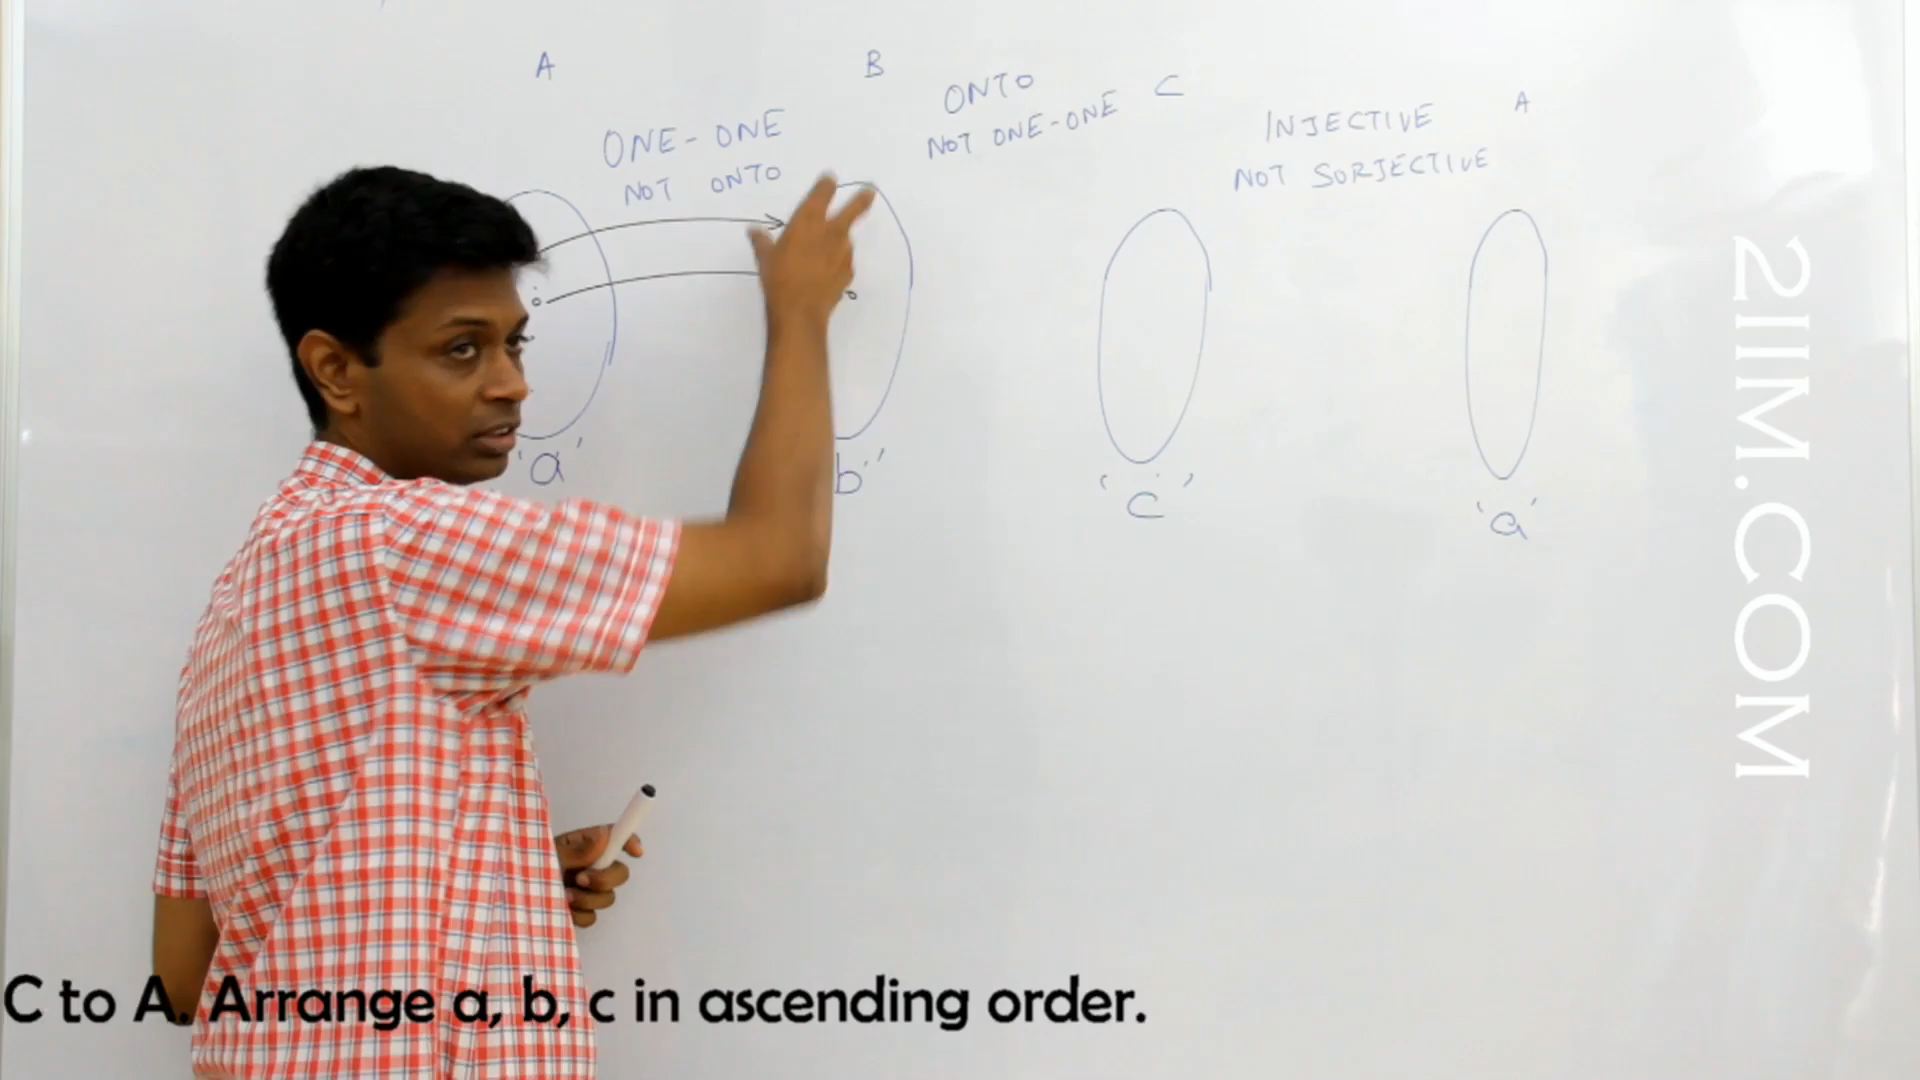 A
B
ONE-ONE
NOT ONTO
ONTO
NOT ONE-ONE
C
INJECTIVE
NOT SURJECTIVE
A
'a'
b'
'c'
'a'
2IIM.COM
C to A. Arrange a, b, c in ascending order.